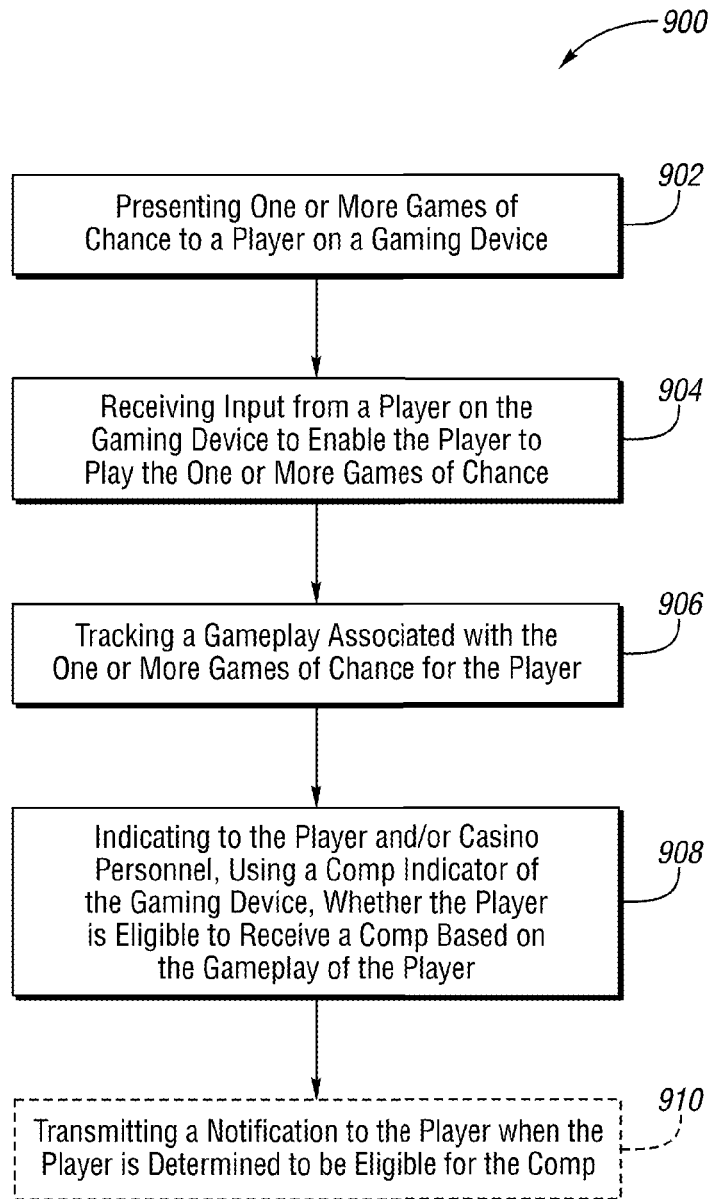 900
902
Presenting One or More Games of
Chance to a Player on a Gaming Device
904
Receiving Input from a Player on the
Gaming Device to Enable the Player to
Play the One or More Games of Chance
906
Tracking a Gameplay Associated with the
One or More Games of Chance for the Player
908
Indicating to the Player and/or Casino
Personnel, Using a Comp Indicator of
the Gaming Device, Whether the Player
is Eligible to Receive a Comp Based on
the Gameplay of the Player
910
Transmitting a Notification to the Player when the
Player is Determined to be Eligible for the Comp